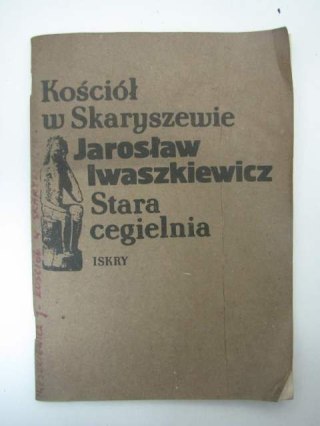 Kościół
w Skaryszewie
Jarosław
Iwaszkiewicz
Stara
cegielnia
ISKRY